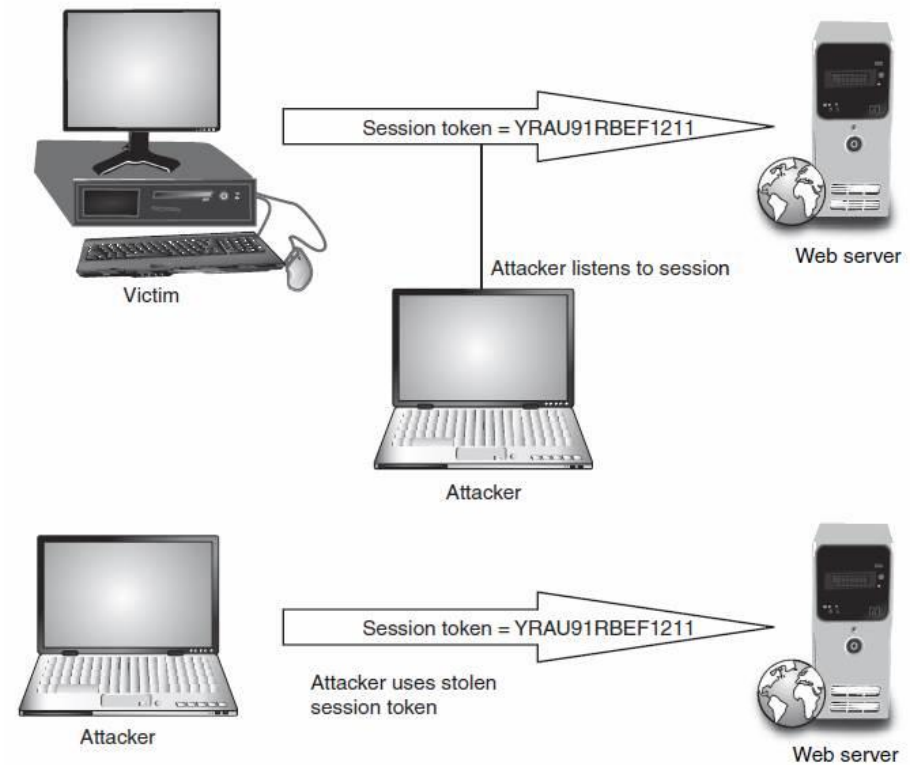 Session token = YRAU91RBEF1211
Web server
Attacker listens to session
Victim
Attacker
Session token = YRAU91RBEF1211
Attacker uses stolen
session token
Attacker
Web server